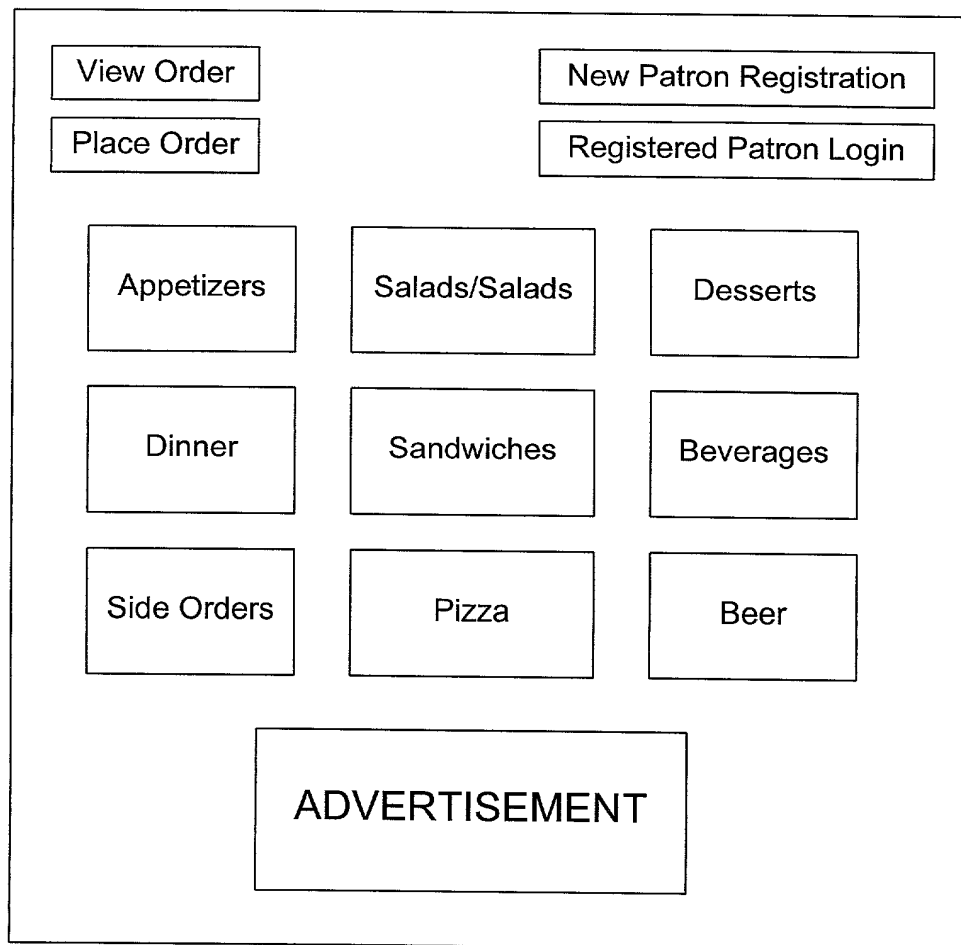 View Order
New Patron Registration
Place Order
Registered Patron Login
Appetizers
Salads/Salads
Desserts
Dinner
Sandwiches
Beverages
Side Orders
Pizza
Beer
ADVERTISEMENT